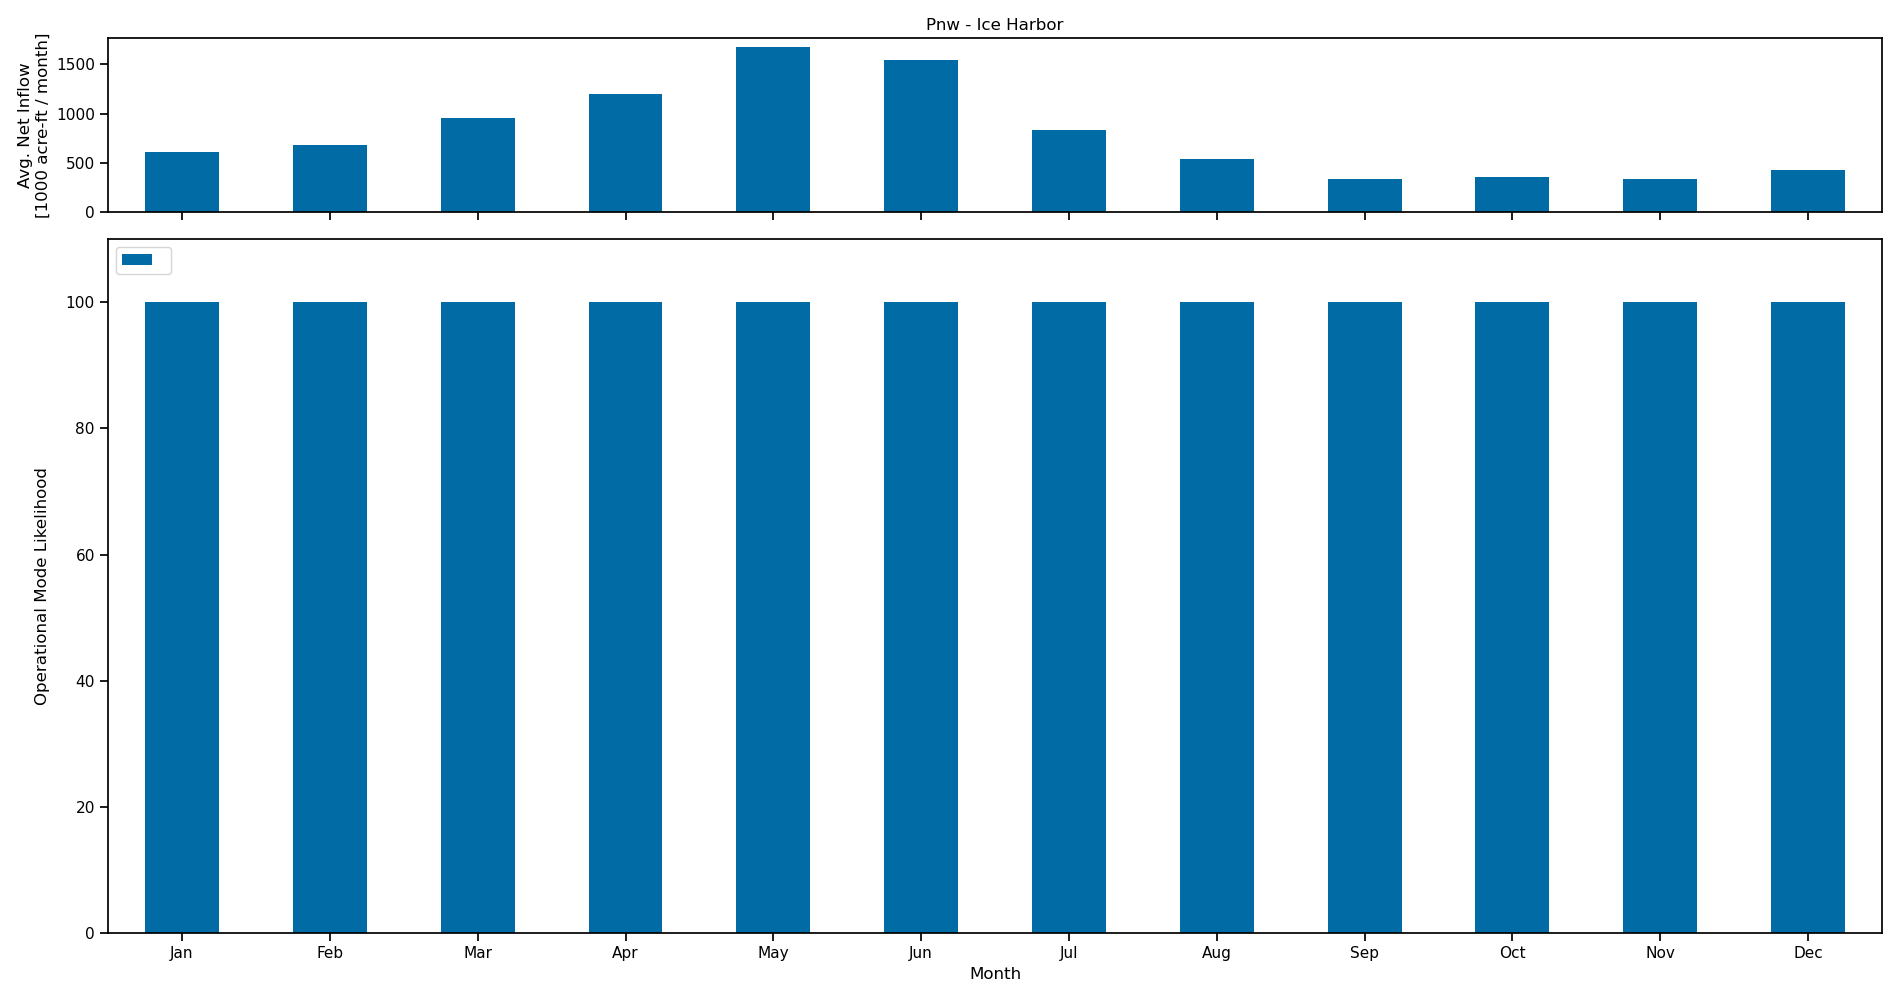 Pnw - Ice Harbor
Avg. Net Inflow
[1000 acre-ft / month]
1500
1000
500
0
Operational Mode Likelihood
100
80
60
40
20
0
Jan Feb Mar Apr May Jun Jul Aug Sep Oct Nov Dec
Month